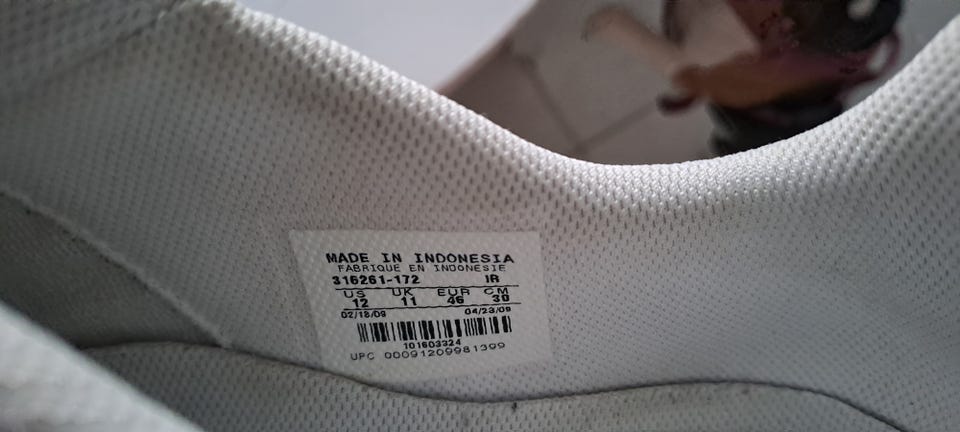 MADE IN INDONESIA
FABRIQUE EN INDONESIE
316261-172 IR
US UK EUR CM
12 11 46 30
02/18/09 04/23/09
101603324
UPC 00091209981399